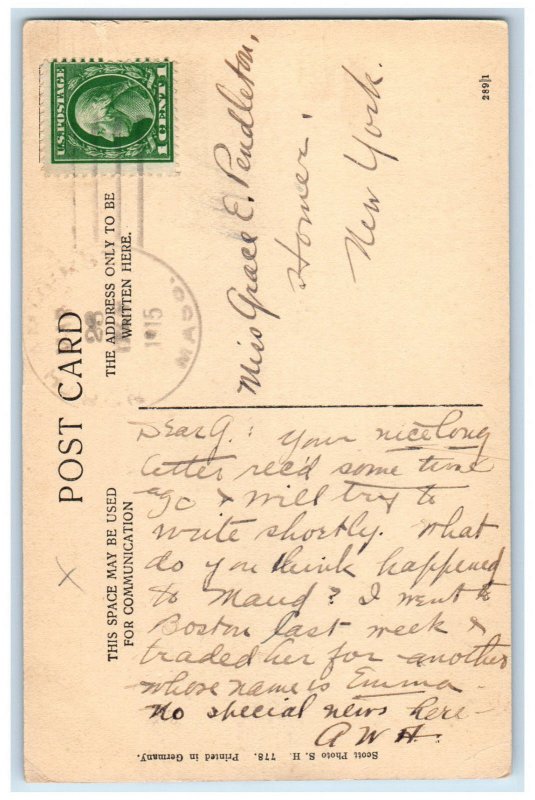 U.S. POSTAGE
1 CENT 1
28
1915
MASS.
POST CARD
THE ADDRESS ONLY TO BE
WRITTEN HERE.
THIS SPACE MAY BE USED
FOR COMMUNICATION
2891
Miss Grace E. Pendleton,
Homer,
New York.
Dear G.: Your nice long
letter rec'd some time
ago & will try to
write shortly. What
do you think happened
to Maud? I went to
Boston last week &
traded her for another
whose name is Emma -
no special news here -
A W H.
Scott Photo S. H. 778. Printed in Germany.
X